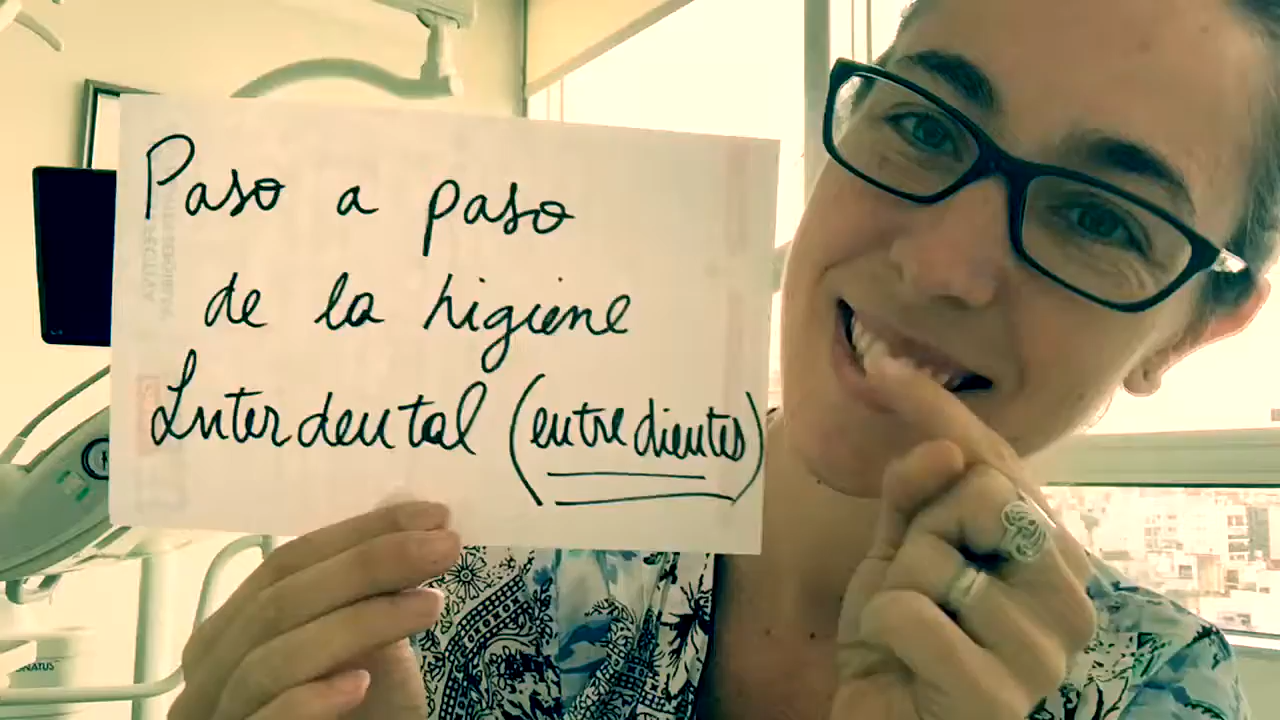 Paso a paso
de la higiene
Interdental (entre dientes)